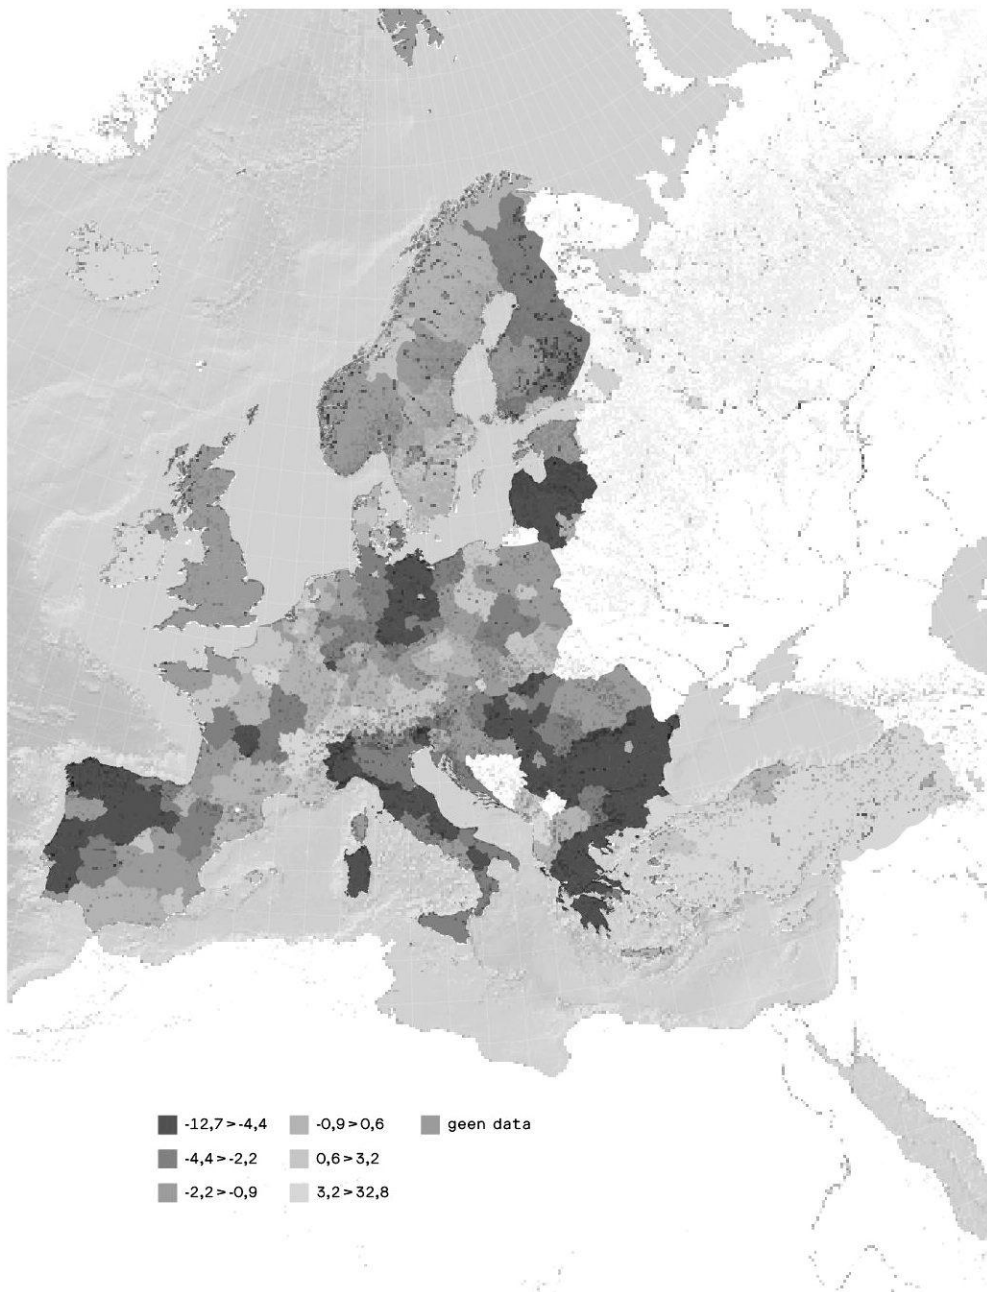 -12,7 > -4,4
-4,4 > -2,2
-2,2 > -0,9
-0,9 > 0,6
0,6 > 3,2
3,2 > 32,8
geen data